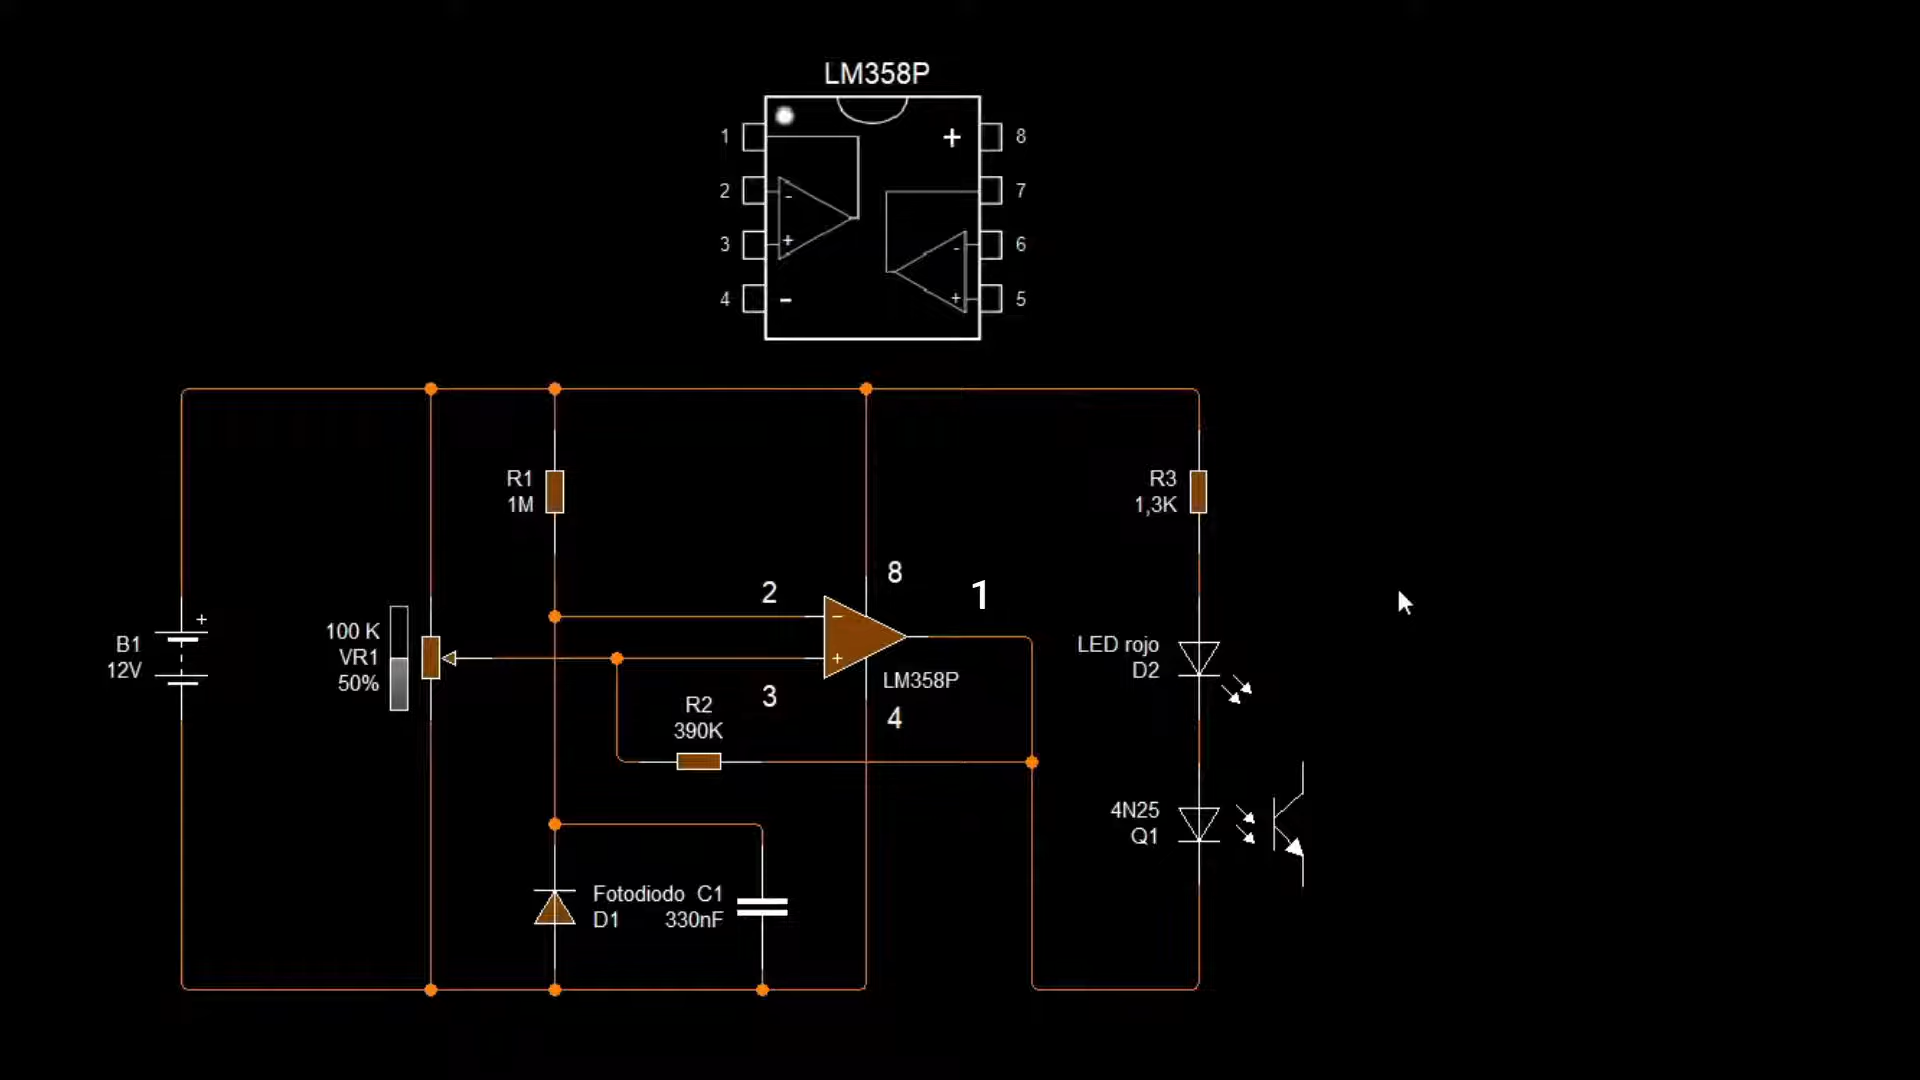 LM358P
1
+
8
2
-
7
3
+
-
6
4
-
+
5
R1
1M
R3
1,3K
8
2
1
-
+
100 K
VR1
50%
+
B1
12V
LED rojo
D2
LM358P
3
R2
390K
4
4N25
Q1
Fotodiodo
D1
C1
330nF